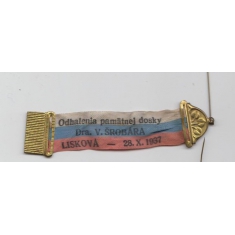 Odhalenia pamätnej dosky
Dra. V. ŠROBÁRA
LISKOVÁ — 28. X. 1937